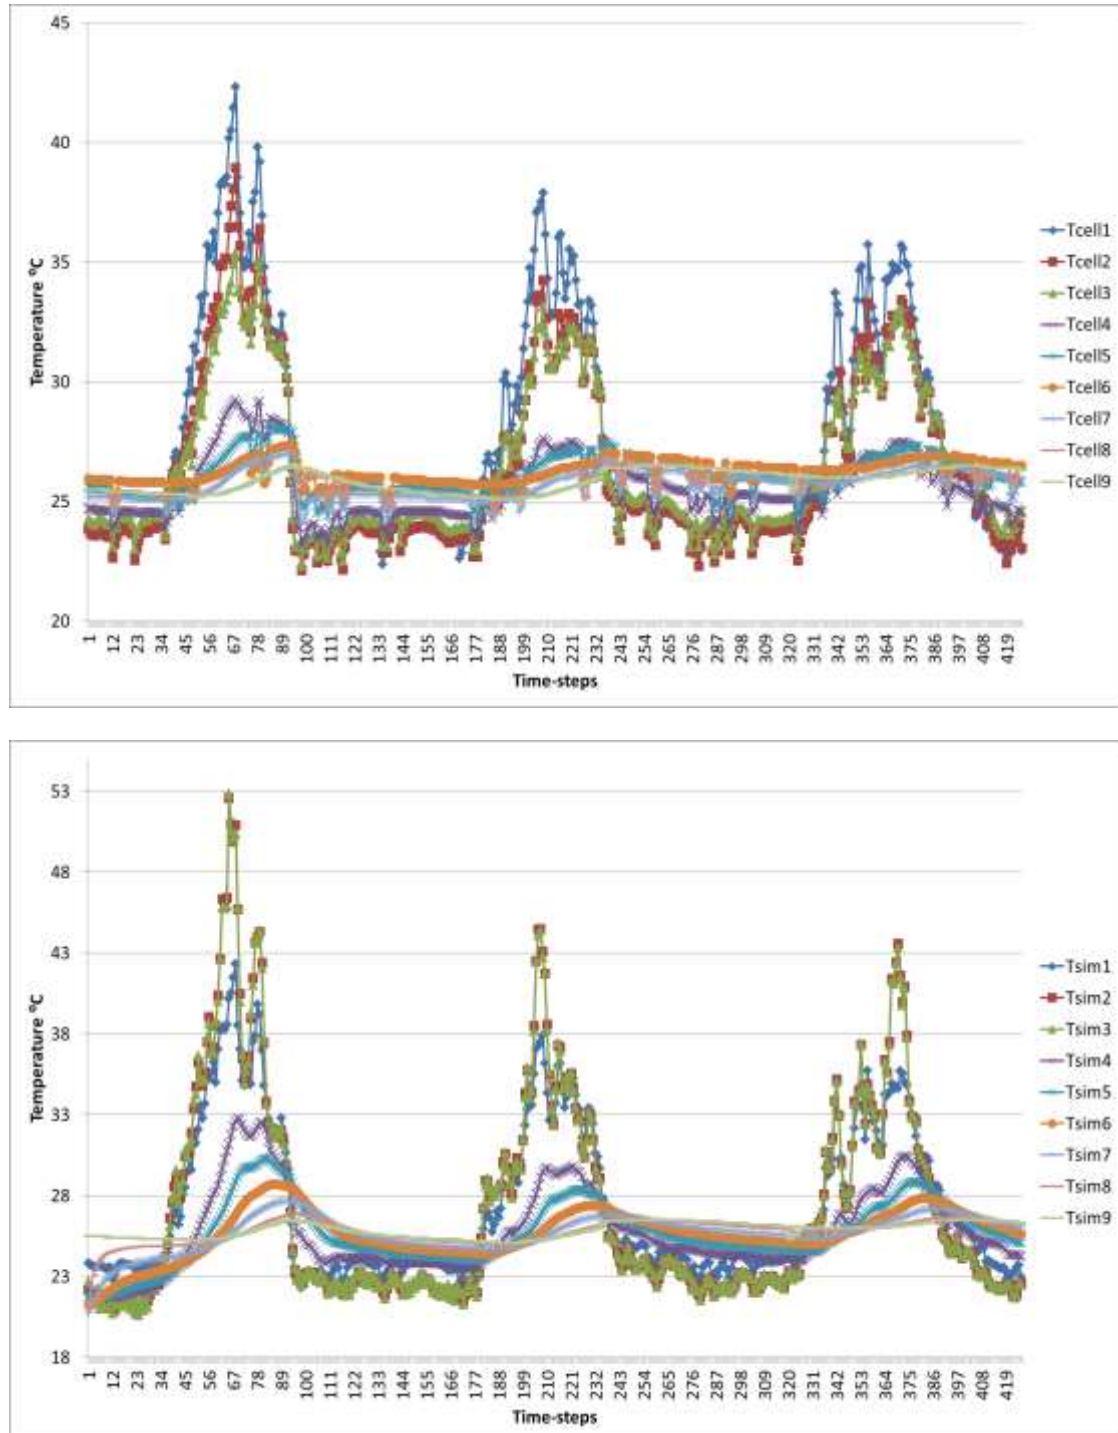 45
40
35
30
25
20
Temperature °C
1 12 23 34 45 56 67 78 89 100 111 122 133 144 155 166 177 188 199 210 221 232 243 254 265 276 287 298 309 320 331 342 353 364 375 386 397 408 419
Time-steps
Tcell1
Tcell2
Tcell3
Tcell4
Tcell5
Tcell6
Tcell7
Tcell8
Tcell9
53
48
43
38
33
28
23
18
Temperature °C
1 12 23 34 45 56 67 78 89 100 111 122 133 144 155 166 177 188 199 210 221 232 243 254 265 276 287 298 309 320 331 342 353 364 375 386 397 408 419
Time-steps
Tsim1
Tsim2
Tsim3
Tsim4
Tsim5
Tsim6
Tsim7
Tsim8
Tsim9